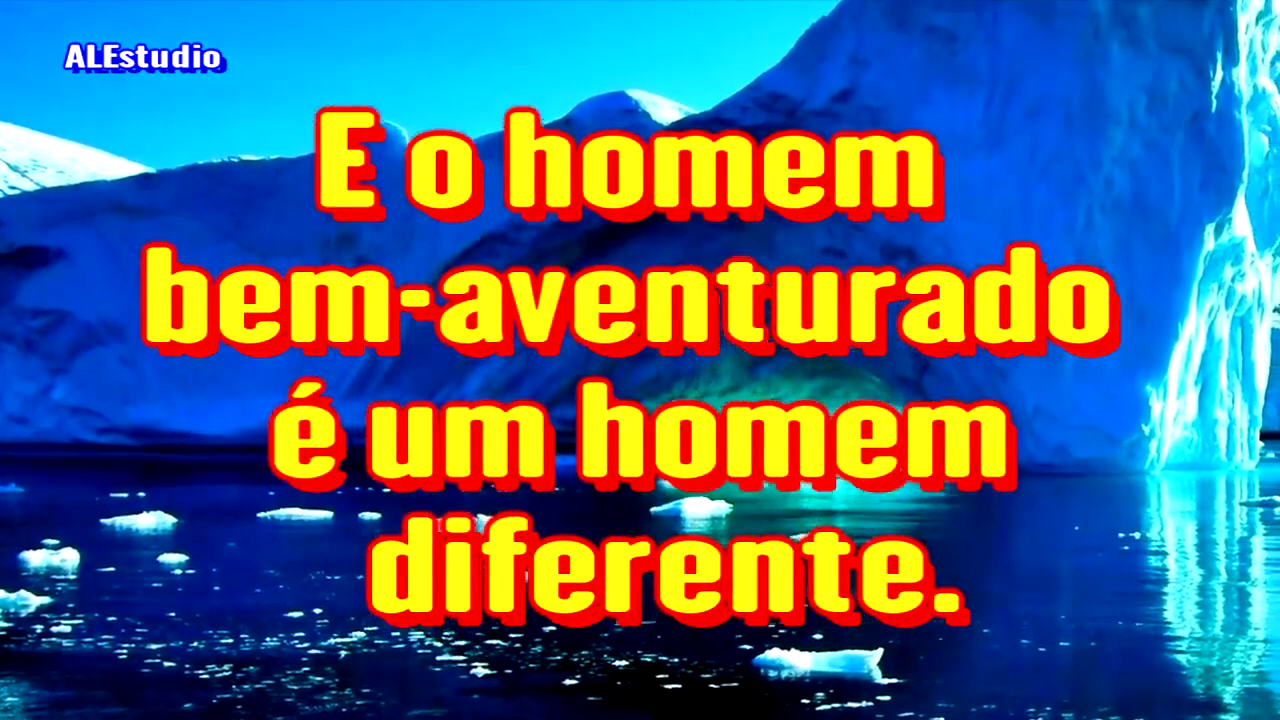 ALEstudio
E o homem
bem-aventurado
é um homem
diferente.